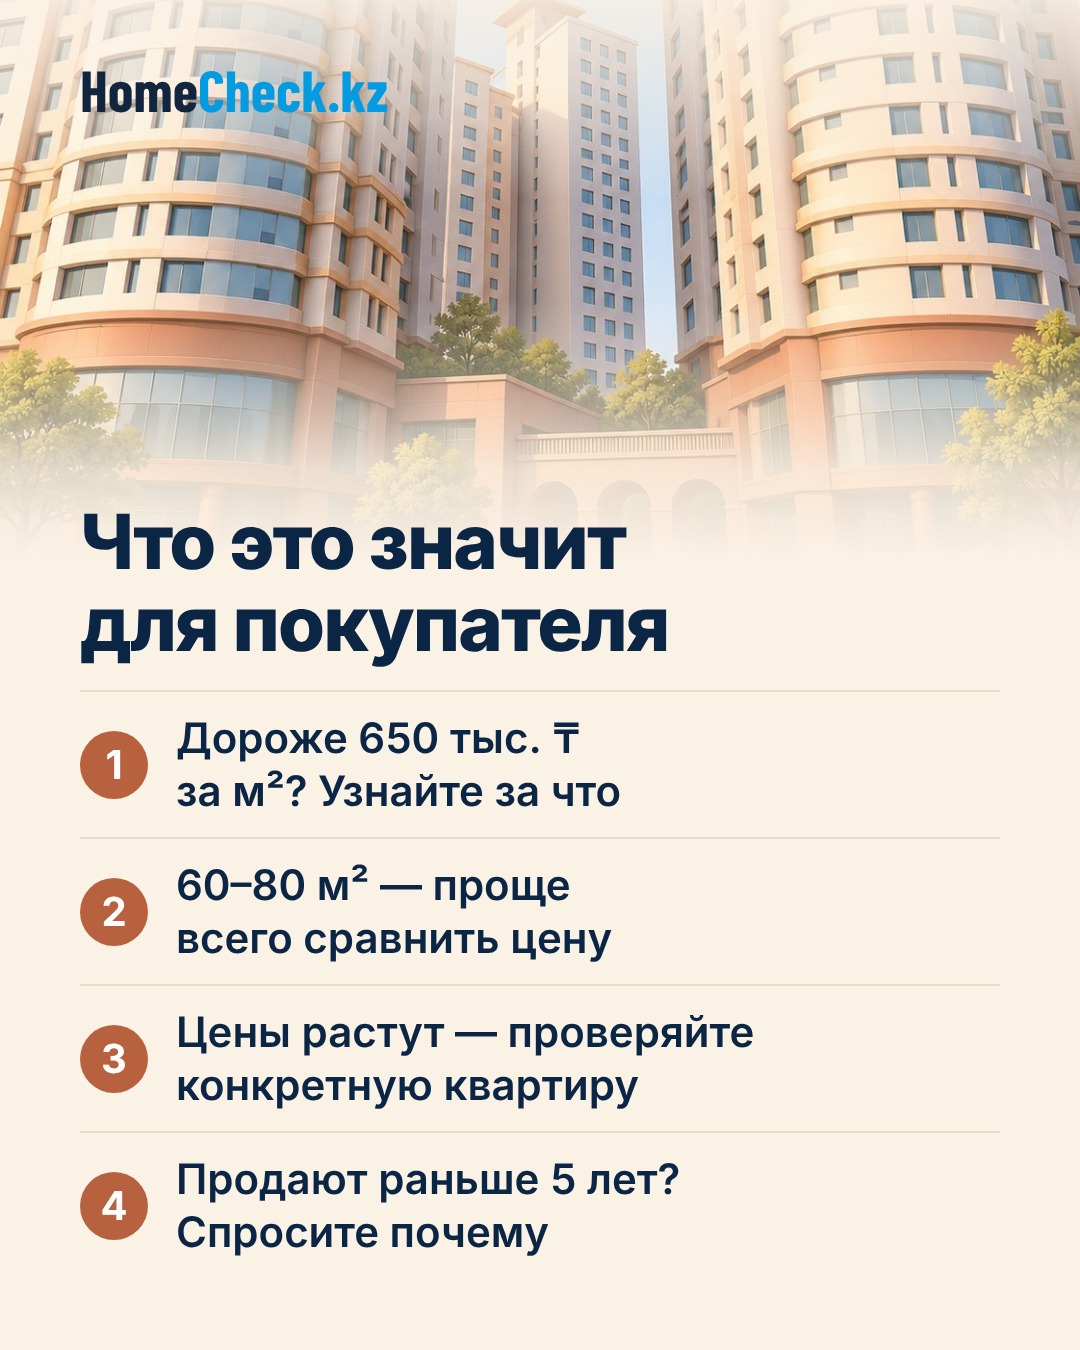 HomeCheck.kz
Что это значит
для покупателя
1 Дороже 650 тыс. ₸
за м²? Узнайте за что
2 60–80 м² — проще
всего сравнить цену
3 Цены растут — проверяйте
конкретную квартиру
4 Продают раньше 5 лет?
Спросите почему